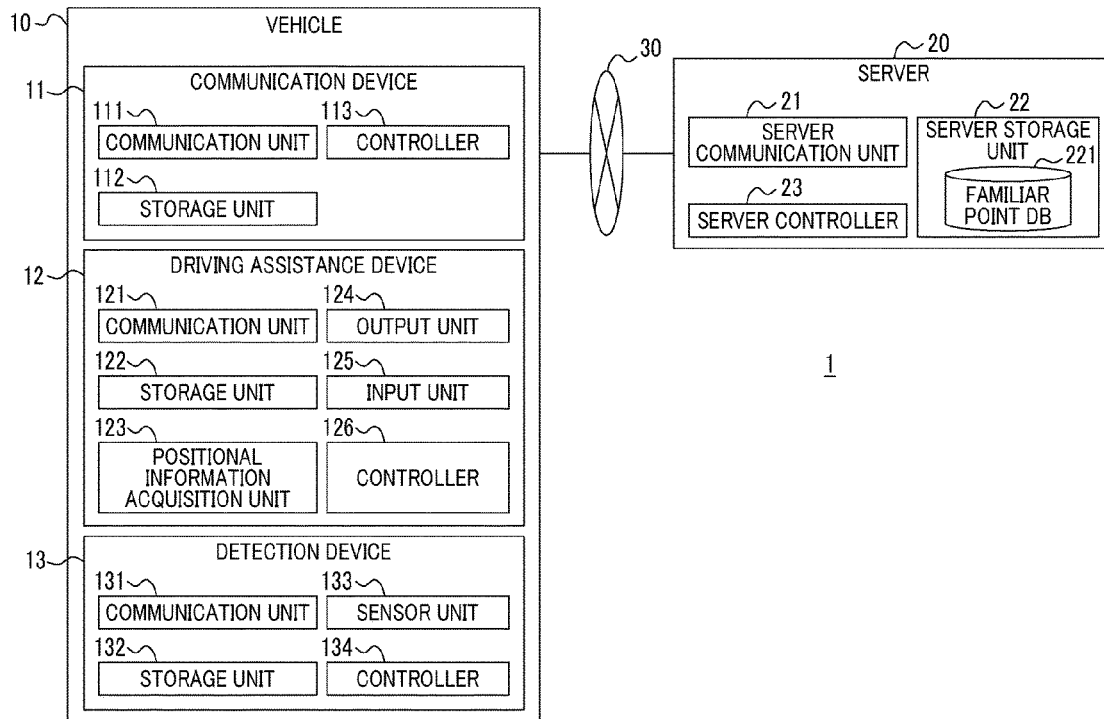 10
VEHICLE
11
COMMUNICATION DEVICE
111
113
COMMUNICATION UNIT
CONTROLLER
112
STORAGE UNIT
12
DRIVING ASSISTANCE DEVICE
121
124
COMMUNICATION UNIT
OUTPUT UNIT
122
125
STORAGE UNIT
INPUT UNIT
123
126
POSITIONAL
INFORMATION
ACQUISITION UNIT
CONTROLLER
13
DETECTION DEVICE
131
133
COMMUNICATION UNIT
SENSOR UNIT
132
134
STORAGE UNIT
CONTROLLER
30
20
SERVER
21
SERVER
COMMUNICATION UNIT
22
SERVER STORAGE
UNIT
221
FAMILIAR
POINT DB
23
SERVER CONTROLLER
1